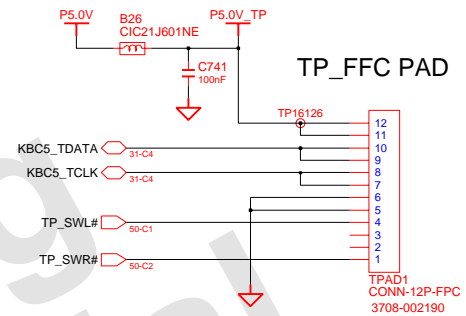 P5.0V
B26
CIC21J601NE
P5.0V_TP
C741
100nF
TP_FFC PAD
TP16126
12
11
KBC5_TDATA
31-C4
10
9
KBC5_TCLK
31-C4
8
7
6
5
TP_SWL#
50-C1
4
3
2
TP_SWR#
50-C2
1
TPAD1
CONN-12P-FPC
3708-002190